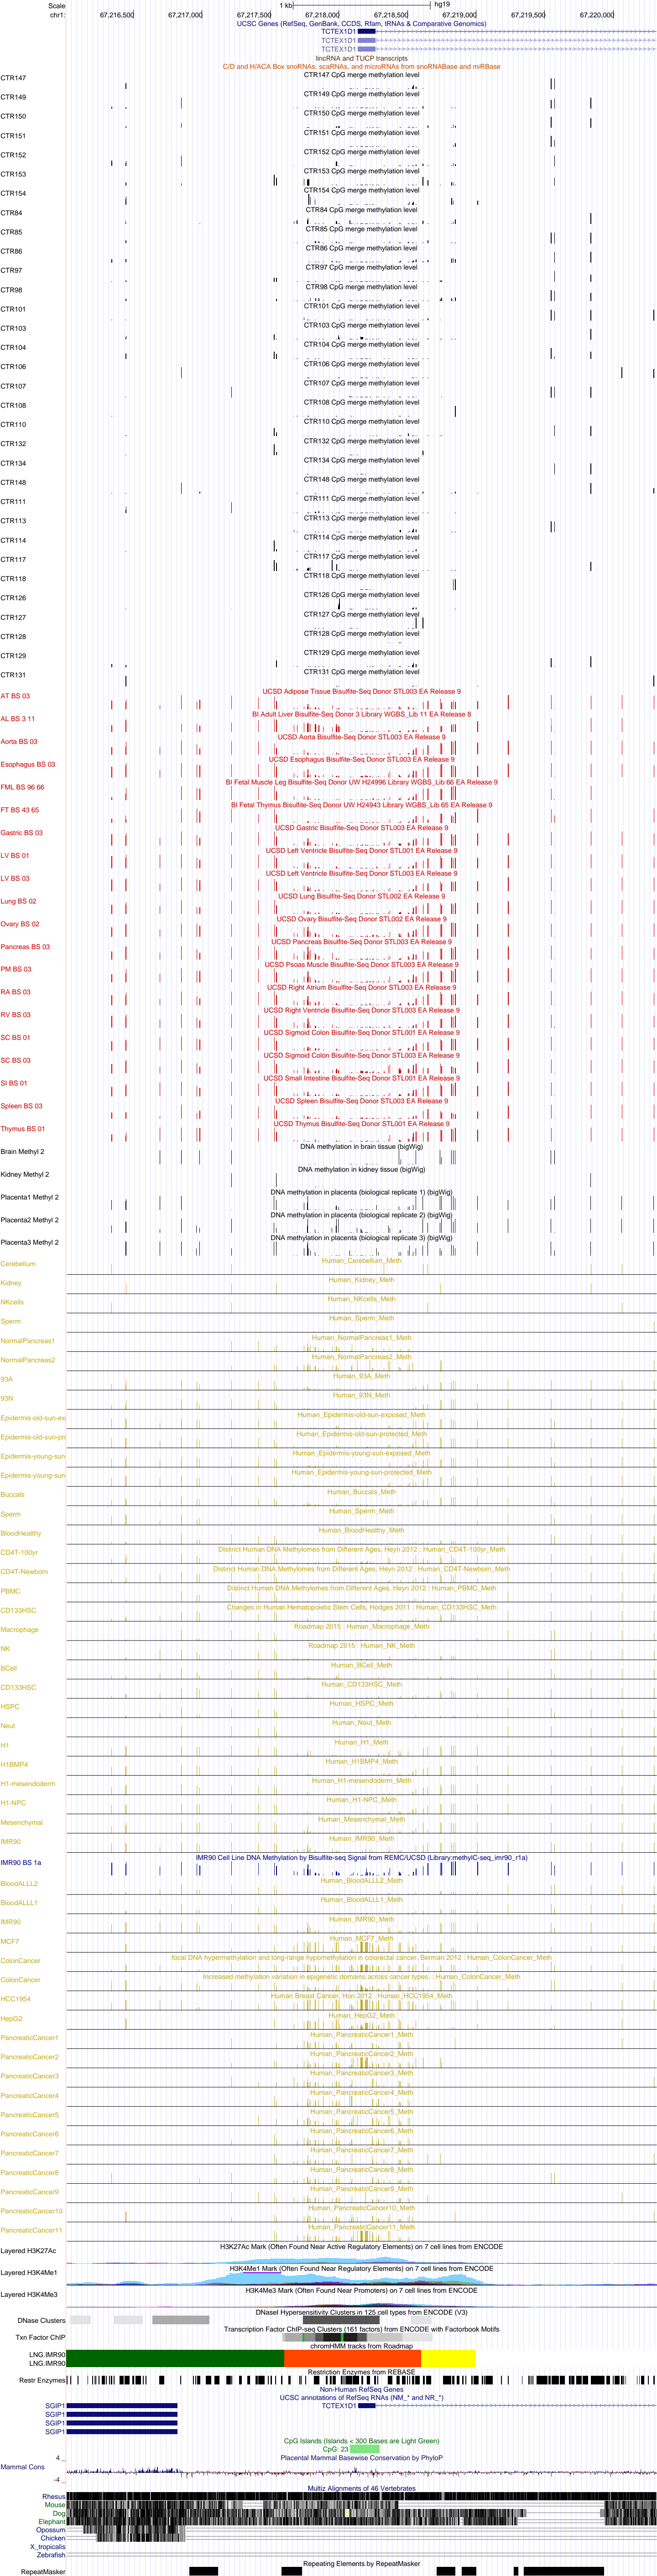 Scale 1 kb hg19
chr1: 67,216,500 67,217,000 67,217,500 67,218,000 67,218,500 67,219,000 67,219,500 67,220,000
UCSC Genes (RefSeq, GenBank, CCDS, Rfam, tRNAs & Comparative Genomics)
TCTEX1D1
TCTEX1D1
TCTEX1D1
lincRNA and TUCP transcripts
C/D and H/ACA Box snoRNAs, scaRNAs, and microRNAs from snoRNABase and miRBase
CTR147 CpG merge methylation level
CTR147
CTR149 CpG merge methylation level
CTR149
CTR150 CpG merge methylation level
CTR150
CTR151 CpG merge methylation level
CTR151
CTR152 CpG merge methylation level
CTR152
CTR153 CpG merge methylation level
CTR153
CTR154 CpG merge methylation level
CTR154
CTR84 CpG merge methylation level
CTR84
CTR85 CpG merge methylation level
CTR85
CTR86 CpG merge methylation level
CTR86
CTR97 CpG merge methylation level
CTR97
CTR98 CpG merge methylation level
CTR98
CTR101 CpG merge methylation level
CTR101
CTR103 CpG merge methylation level
CTR103
CTR104 CpG merge methylation level
CTR104
CTR106 CpG merge methylation level
CTR106
CTR107 CpG merge methylation level
CTR107
CTR108 CpG merge methylation level
CTR108
CTR110 CpG merge methylation level
CTR110
CTR132 CpG merge methylation level
CTR132
CTR134 CpG merge methylation level
CTR134
CTR148 CpG merge methylation level
CTR148
CTR111 CpG merge methylation level
CTR111
CTR113 CpG merge methylation level
CTR113
CTR114 CpG merge methylation level
CTR114
CTR117 CpG merge methylation level
CTR117
CTR118 CpG merge methylation level
CTR118
CTR126 CpG merge methylation level
CTR126
CTR127 CpG merge methylation level
CTR127
CTR128 CpG merge methylation level
CTR128
CTR129 CpG merge methylation level
CTR129
CTR131 CpG merge methylation level
CTR131
UCSD Adipose Tissue Bisulfite-Seq Donor STL003 EA Release 9
AT BS 03
BI Adult Liver Bisulfite-Seq Donor 3 Library WGBS_Lib 11 EA Release 8
AL BS 3 11
UCSD Aorta Bisulfite-Seq Donor STL003 EA Release 9
Aorta BS 03
UCSD Esophagus Bisulfite-Seq Donor STL003 EA Release 9
Esophagus BS 03
BI Fetal Muscle Leg Bisulfite-Seq Donor UW H24996 Library WGBS_Lib 66 EA Release 9
FML BS 96 66
BI Fetal Thymus Bisulfite-Seq Donor UW H24943 Library WGBS_Lib 65 EA Release 9
FT BS 43 65
UCSD Gastric Bisulfite-Seq Donor STL003 EA Release 9
Gastric BS 03
UCSD Left Ventricle Bisulfite-Seq Donor STL001 EA Release 9
LV BS 01
UCSD Left Ventricle Bisulfite-Seq Donor STL003 EA Release 9
LV BS 03
UCSD Lung Bisulfite-Seq Donor STL002 EA Release 9
Lung BS 02
UCSD Ovary Bisulfite-Seq Donor STL002 EA Release 9
Ovary BS 02
UCSD Pancreas Bisulfite-Seq Donor STL003 EA Release 9
Pancreas BS 03
UCSD Psoas Muscle Bisulfite-Seq Donor STL003 EA Release 9
PM BS 03
UCSD Right Atrium Bisulfite-Seq Donor STL003 EA Release 9
RA BS 03
UCSD Right Ventricle Bisulfite-Seq Donor STL003 EA Release 9
RV BS 03
UCSD Sigmoid Colon Bisulfite-Seq Donor STL001 EA Release 9
SC BS 01
UCSD Sigmoid Colon Bisulfite-Seq Donor STL003 EA Release 9
SC BS 03
UCSD Small Intestine Bisulfite-Seq Donor STL001 EA Release 9
SI BS 01
UCSD Spleen Bisulfite-Seq Donor STL003 EA Release 9
Spleen BS 03
UCSD Thymus Bisulfite-Seq Donor STL001 EA Release 9
Thymus BS 01
DNA methylation in brain tissue (bigWig)
Brain Methyl 2
DNA methylation in kidney tissue (bigWig)
Kidney Methyl 2
DNA methylation in placenta (biological replicate 1) (bigWig)
Placenta1 Methyl 2
DNA methylation in placenta (biological replicate 2) (bigWig)
Placenta2 Methyl 2
DNA methylation in placenta (biological replicate 3) (bigWig)
Placenta3 Methyl 2
Human_Cerebellum_Meth
Cerebellum
Human_Kidney_Meth
Kidney
Human_NKcells_Meth
NKcells
Human_Sperm_Meth
Sperm
Human_NormalPancreas1_Meth
NormalPancreas1
Human_NormalPancreas2_Meth
NormalPancreas2
Human_93A_Meth
93A
Human_93N_Meth
93N
Human_Epidermis-old-sun-exposed_Meth
Epidermis-old-sun-ex
Human_Epidermis-old-sun-protected_Meth
Epidermis-old-sun-pr
Human_Epidermis-young-sun-exposed_Meth
Epidermis-young-sun
Human_Epidermis-young-sun-protected_Meth
Epidermis-young-sun
Human_Buccals_Meth
Buccals
Human_Sperm_Meth
Sperm
Human_BloodHealthy_Meth
BloodHealthy
Distinct Human DNA Methylomes from Different Ages, Heyn 2012 : Human_CD4T-100yr_Meth
CD4T-100yr
Distinct Human DNA Methylomes from Different Ages, Heyn 2012 : Human_CD4T-Newborn_Meth
CD4T-Newborn
Distinct Human DNA Methylomes from Different Ages, Heyn 2012 : Human_PBMC_Meth
PBMC
Changes in Human Hematopoietic Stem Cells, Hodges 2011 : Human_CD133HSC_Meth
CD133HSC
Roadmap 2015 : Human_Macrophage_Meth
Macrophage
Roadmap 2015 : Human_NK_Meth
NK
Human_BCell_Meth
BCell
Human_CD133HSC_Meth
CD133HSC
Human_HSPC_Meth
HSPC
Human_Neut_Meth
Neut
Human_H1_Meth
H1
Human_H1BMP4_Meth
H1BMP4
Human_H1-mesendoderm_Meth
H1-mesendoderm
Human_H1-NPC_Meth
H1-NPC
Human_Mesenchymal_Meth
Mesenchymal
Human_IMR90_Meth
IMR90
IMR90 Cell Line DNA Methylation by Bisulfite-seq Signal from REMC/UCSD (Library:methylC-seq_imr90_r1a)
IMR90 BS 1a
Human_BloodALLL2_Meth
BloodALLL2
Human_BloodALLL1_Meth
BloodALLL1
Human_IMR90_Meth
IMR90
Human_MCF7_Meth
MCF7
focal DNA hypermethylation and long-range hypomethylation in colorectal cancer, Berman 2012 : Human_ColonCancer_Meth
ColonCancer
Increased methylation variation in epigenetic domains across cancer types, : Human_ColonCancer_Meth
ColonCancer
Human Breast Cancer, Hon 2012 : Human_HCC1954_Meth
HCC1954
Human_HepG2_Meth
HepG2
Human_PancreaticCancer1_Meth
PancreaticCancer1
Human_PancreaticCancer2_Meth
PancreaticCancer2
Human_PancreaticCancer3_Meth
PancreaticCancer3
Human_PancreaticCancer4_Meth
PancreaticCancer4
Human_PancreaticCancer5_Meth
PancreaticCancer5
Human_PancreaticCancer6_Meth
PancreaticCancer6
Human_PancreaticCancer7_Meth
PancreaticCancer7
Human_PancreaticCancer8_Meth
PancreaticCancer8
Human_PancreaticCancer9_Meth
PancreaticCancer9
Human_PancreaticCancer10_Meth
PancreaticCancer10
Human_PancreaticCancer11_Meth
PancreaticCancer11
H3K27Ac Mark (Often Found Near Active Regulatory Elements) on 7 cell lines from ENCODE
Layered H3K27Ac
H3K4Me1 Mark (Often Found Near Regulatory Elements) on 7 cell lines from ENCODE
Layered H3K4Me1
H3K4Me3 Mark (Often Found Near Promoters) on 7 cell lines from ENCODE
Layered H3K4Me3
DNaseI Hypersensitivity Clusters in 125 cell types from ENCODE (V3)
DNase Clusters
Transcription Factor ChIP-seq Clusters (161 factors) from ENCODE with Factorbook Motifs
Txn Factor ChIP
chromHMM tracks from Roadmap
LNG.IMR90
LNG.IMR90
Restriction Enzymes from REBASE
Restr Enzymes
Non-Human RefSeq Genes
UCSC annotations of RefSeq RNAs (NM_* and NR_*)
SGIP1 TCTEX1D1
SGIP1
SGIP1
SGIP1
CpG Islands (Islands < 300 Bases are Light Green)
CpG: 23
Placental Mammal Basewise Conservation by PhyloP
4 _
Mammal Cons
-4 _
Multiz Alignments of 46 Vertebrates
Rhesus
Mouse
Dog
Elephant
Opossum
Chicken
X_tropicalis
Zebrafish
Repeating Elements by RepeatMasker
RepeatMasker